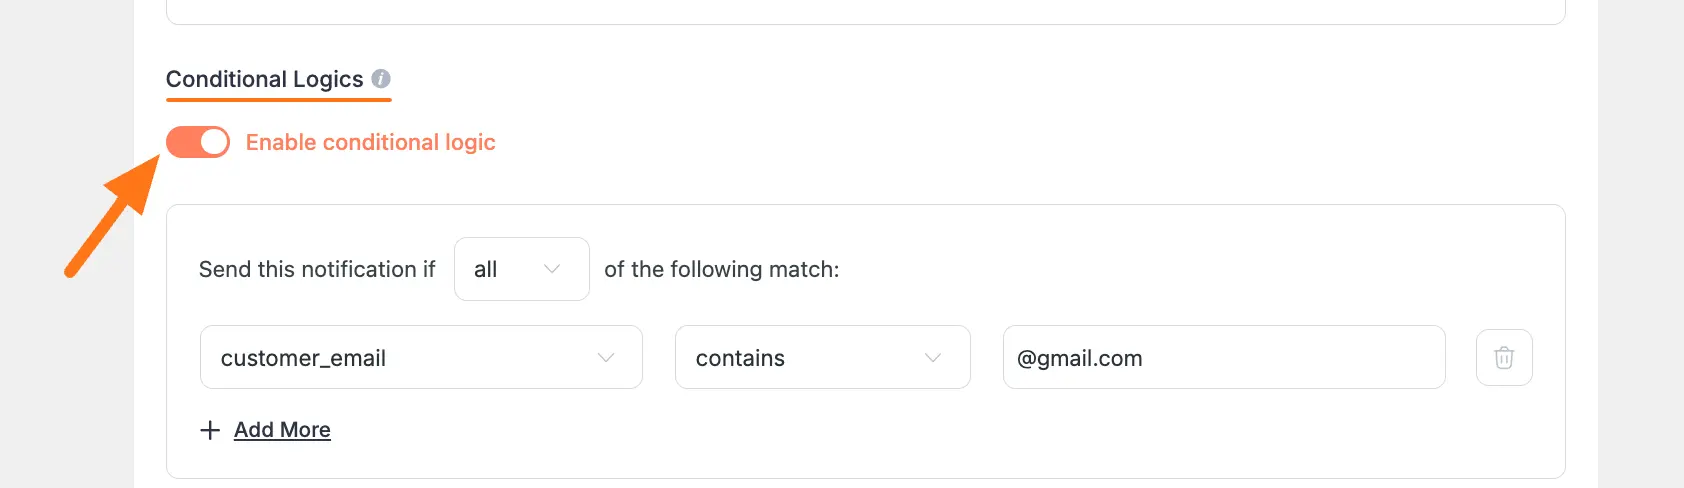 Conditional Logics i
Enable conditional logic
Send this notification if all of the following match:
customer_email contains @gmail.com
+ Add More